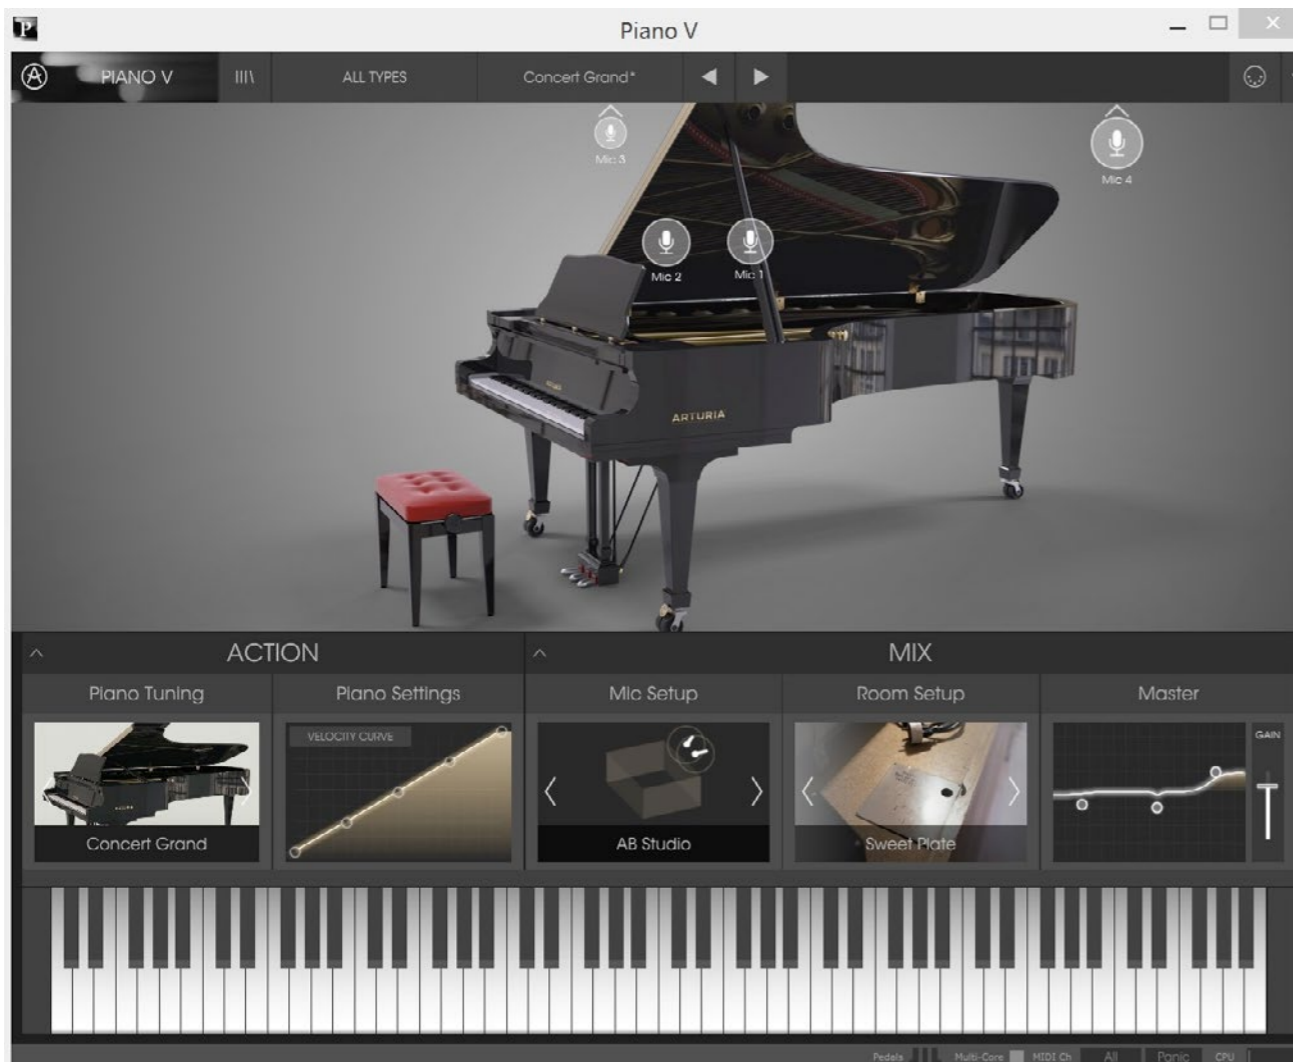 Piano V
PIANO V
ALL TYPES
Concert Grand*
Mic 3
Mic 4
Mic 2
Mic 1
ARTURIA
ACTION
MIX
Piano Tuning
Piano Settings
Mic Setup
Room Setup
Master
VELOCITY CURVE
GAIN
Concert Grand
AB Studio
Sweet Plate
Pedals
Multi-Core
MIDI Ch
All
Panic
CPU